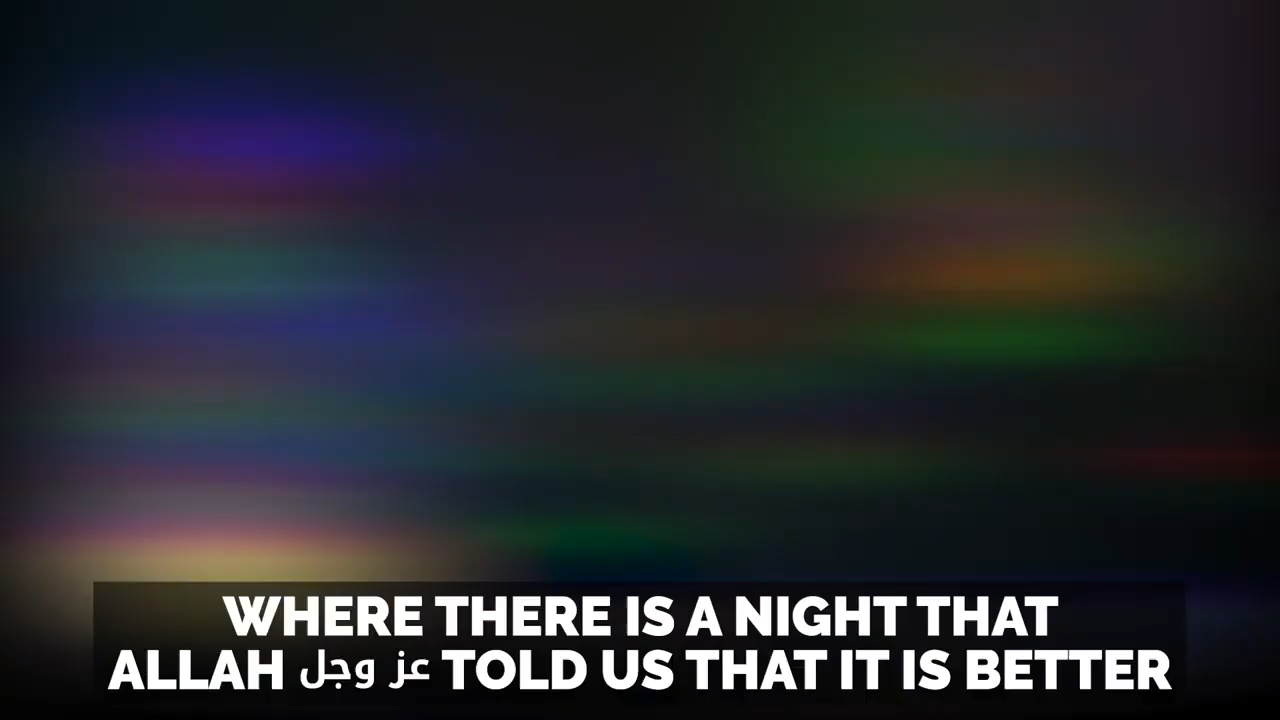 WHERE THERE IS A NIGHT THAT
ALLAH عز وجل TOLD US THAT IT IS BETTER